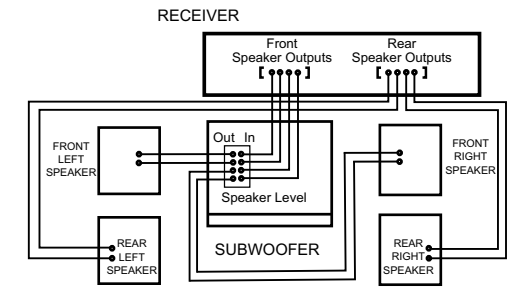 RECEIVER
Front
Speaker Outputs
Rear
Speaker Outputs
Out In
FRONT
LEFT
SPEAKER
FRONT
RIGHT
SPEAKER
Speaker Level
SUBWOOFER
REAR
LEFT
SPEAKER
REAR
RIGHT
SPEAKER